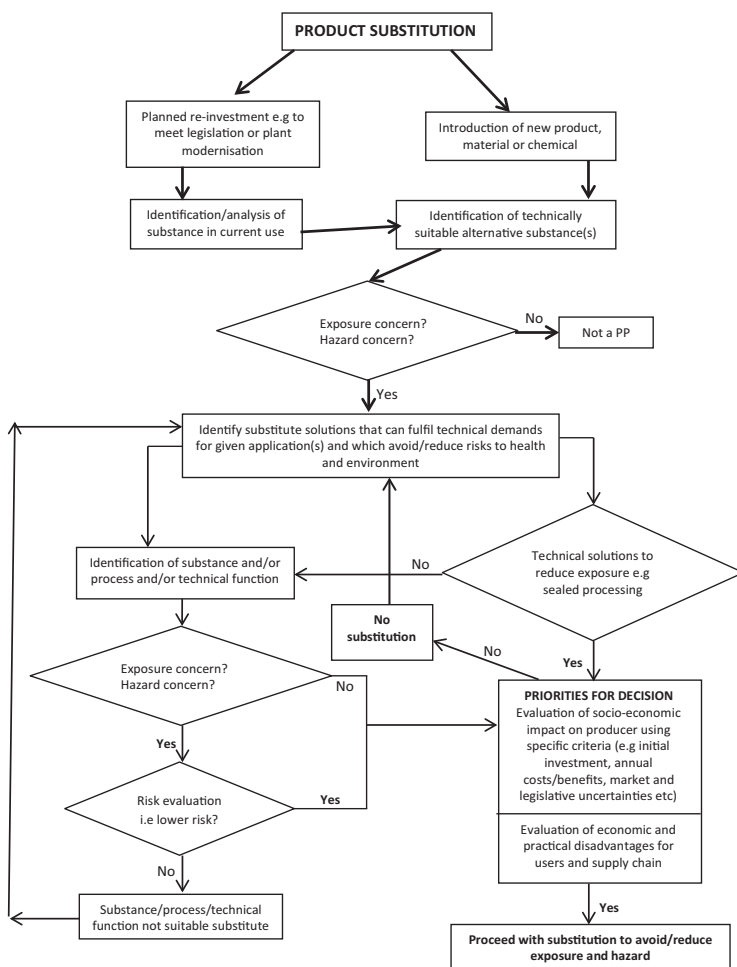 PRODUCT SUBSTITUTION
Planned re-investment e.g to
meet legislation or plant
modernisation
Introduction of new product,
material or chemical
Identification/analysis of
substance in current use
Identification of technically
suitable alternative substance(s)
Exposure concern?
Hazard concern?
No
Not a PP
Yes
Identify substitute solutions that can fulfil technical demands
for given application(s) and which avoid/reduce risks to health
and environment
Identification of substance and/or
process and/or technical function
No
Technical solutions to
reduce exposure e.g
sealed processing
No
substitution
No
Yes
Exposure concern?
Hazard concern?
No
Yes
PRIORITIES FOR DECISION
Evaluation of socio-economic
impact on producer using
specific criteria (e.g initial
investment, annual
costs/benefits, market and
legislative uncertainties etc)
Risk evaluation
i.e lower risk?
Yes
Evaluation of economic and
practical disadvantages for
users and supply chain
No
Substance/process/technical
function not suitable substitute
Yes
Proceed with substitution to avoid/reduce
exposure and hazard